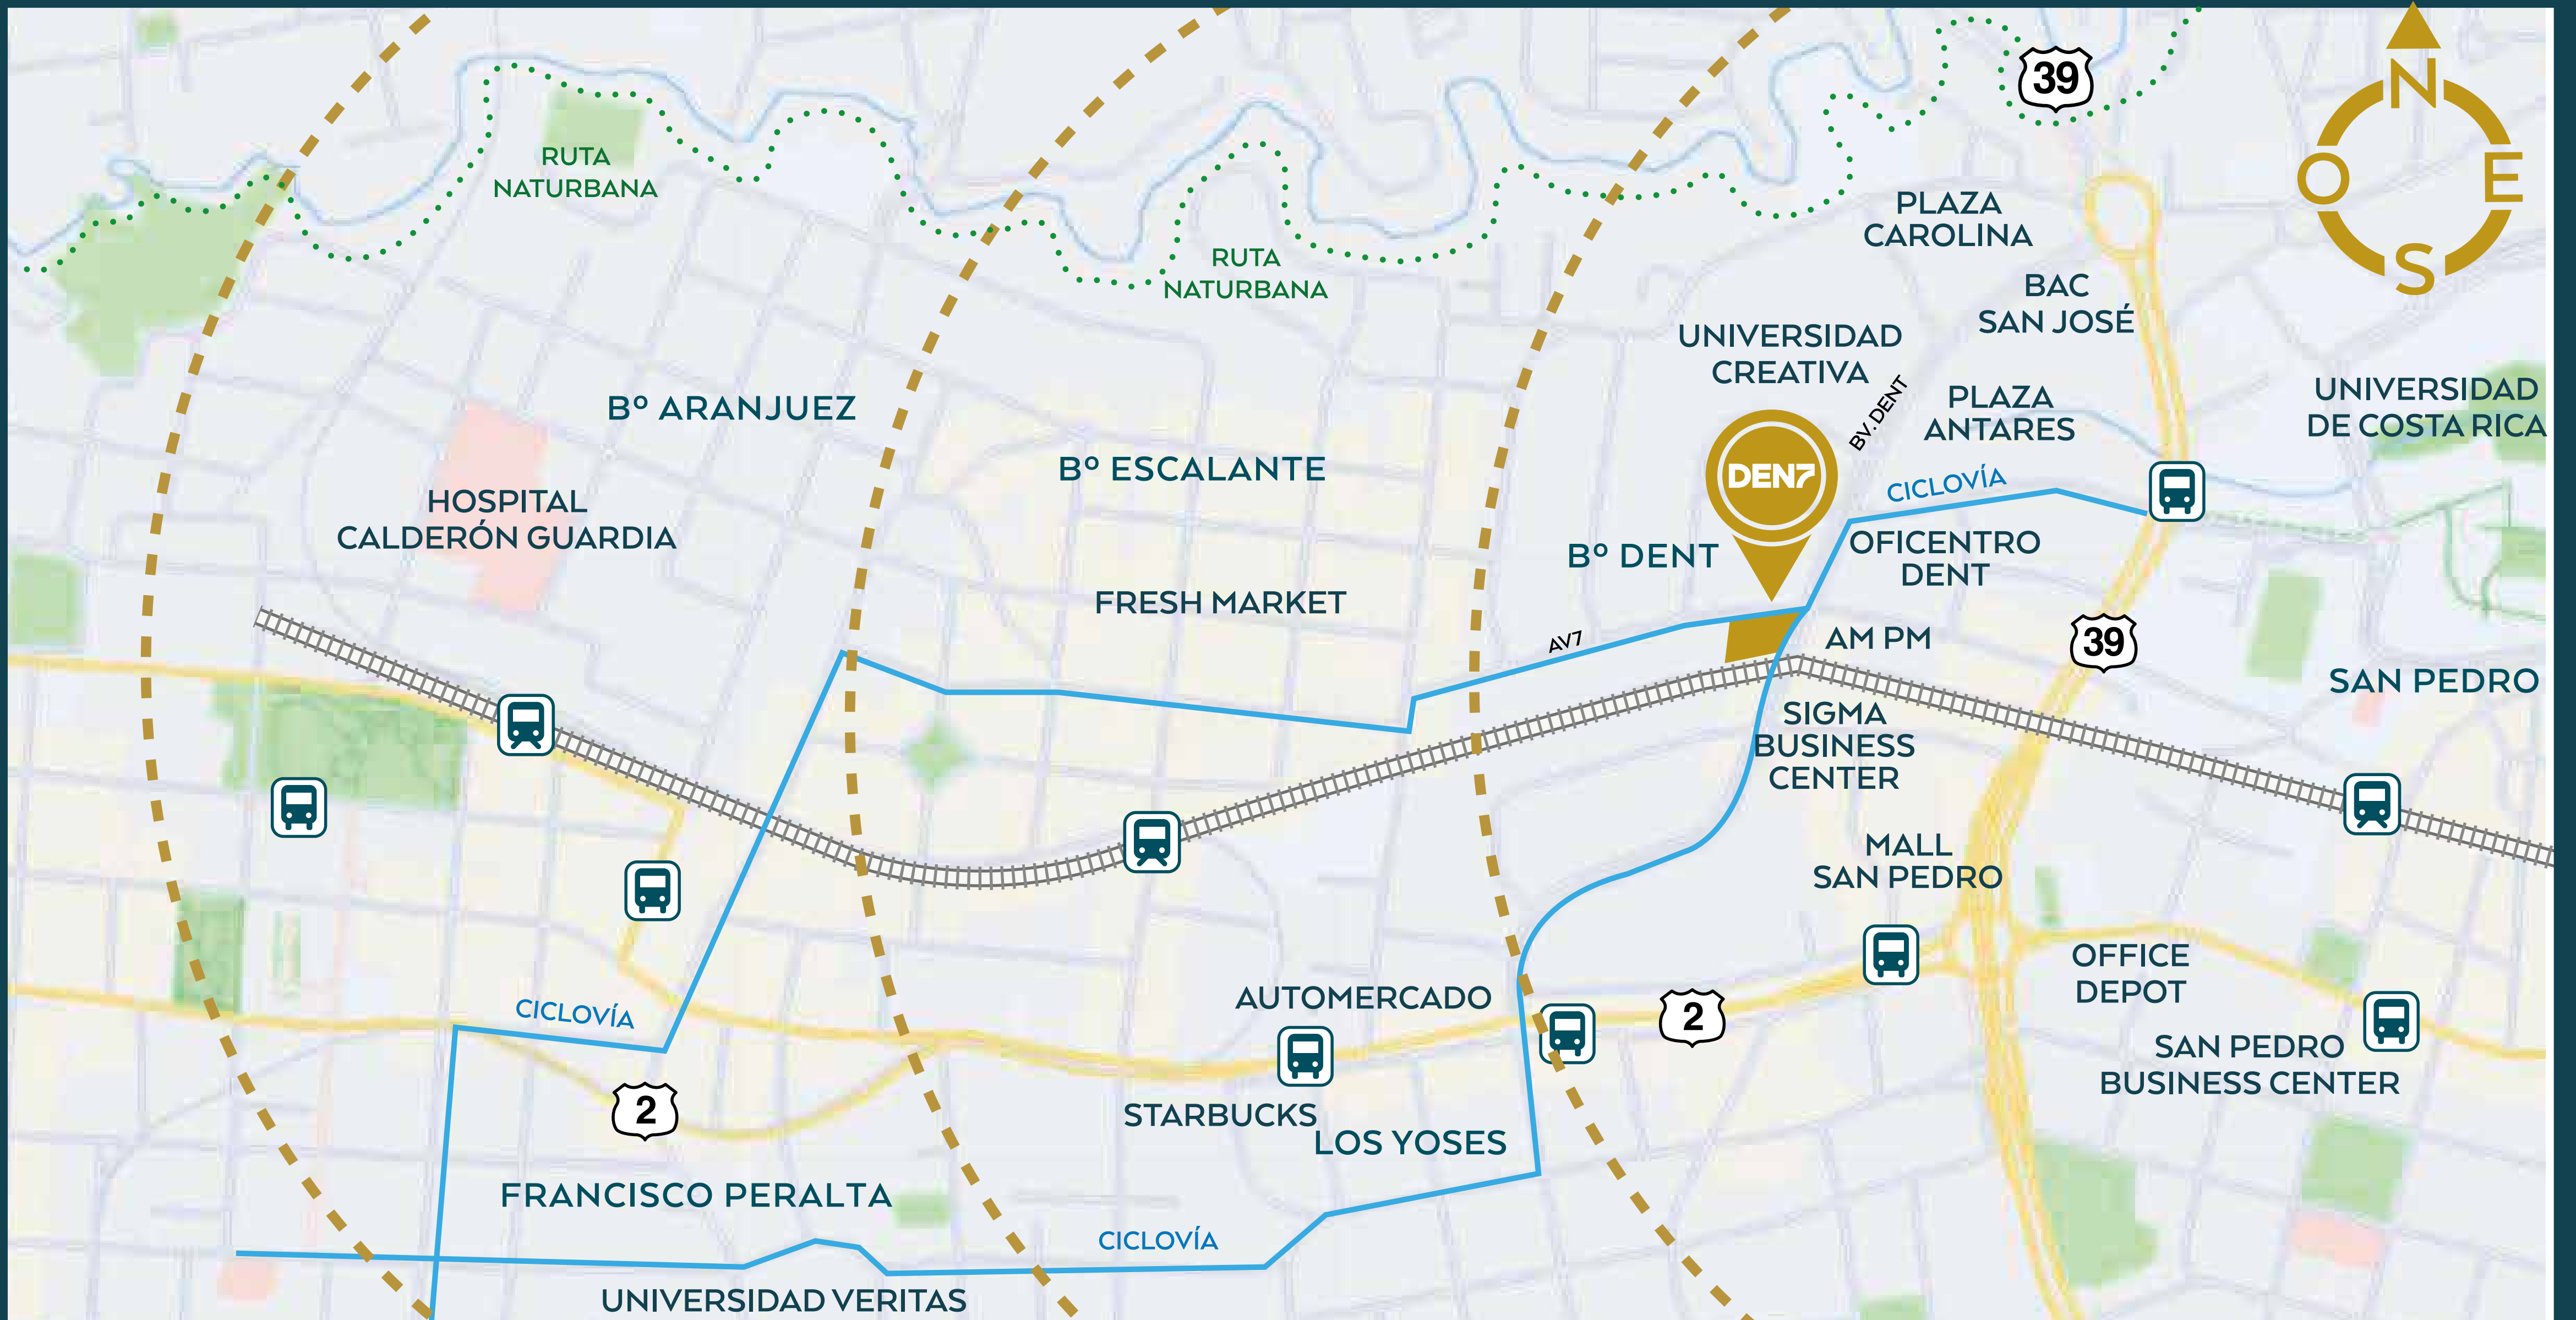 39
N
O
E
S
RUTA
NATURBANA
RUTA
NATURBANA
PLAZA
CAROLINA
BAC
SAN JOSÉ
UNIVERSIDAD
CREATIVA
BV. DENT
PLAZA
ANTARES
UNIVERSIDAD
DE COSTA RICA
Bº ARANJUEZ
Bº ESCALANTE
DEN7
CICLOVÍA
HOSPITAL
CALDERÓN GUARDIA
Bº DENT
OFICENTRO
DENT
FRESH MARKET
AV7
AM PM
39
SAN PEDRO
SIGMA
BUSINESS
CENTER
MALL
SAN PEDRO
OFFICE
DEPOT
AUTOMERCADO
CICLOVÍA
2
SAN PEDRO
BUSINESS CENTER
2
STARBUCKS
LOS YOSES
FRANCISCO PERALTA
CICLOVÍA
UNIVERSIDAD VERITAS